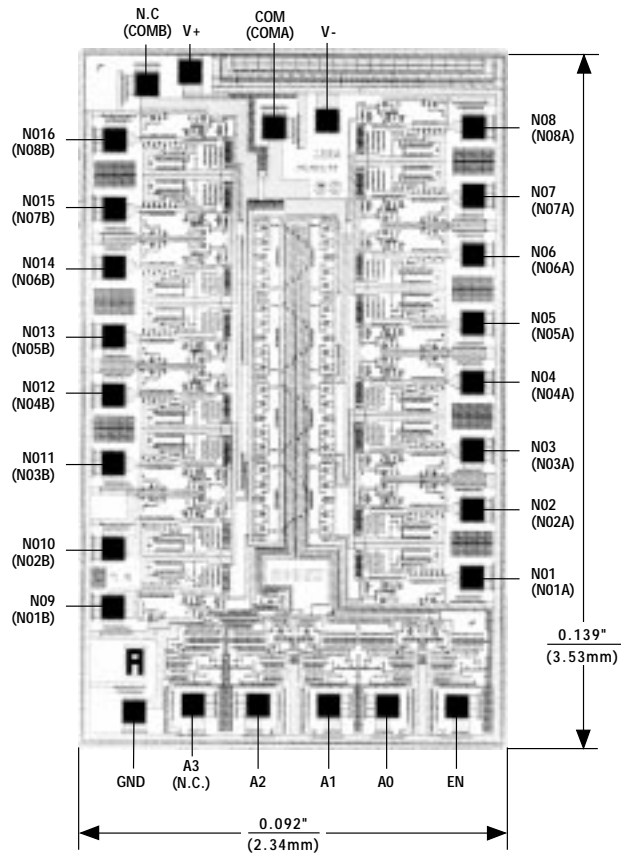 N.C
(COMB)
V+
COM
(COMA)
V-
N016
(N08B)
N015
(N07B)
N014
(N06B)
N013
(N05B)
N012
(N04B)
N011
(N03B)
N010
(N02B)
N09
(N01B)
N08
(N08A)
N07
(N07A)
N06
(N06A)
N05
(N05A)
N04
(N04A)
N03
(N03A)
N02
(N02A)
N01
(N01A)
A
0.139"
(3.53mm)
GND
A3
(N.C.)
A2
A1
A0
EN
0.092"
(2.34mm)